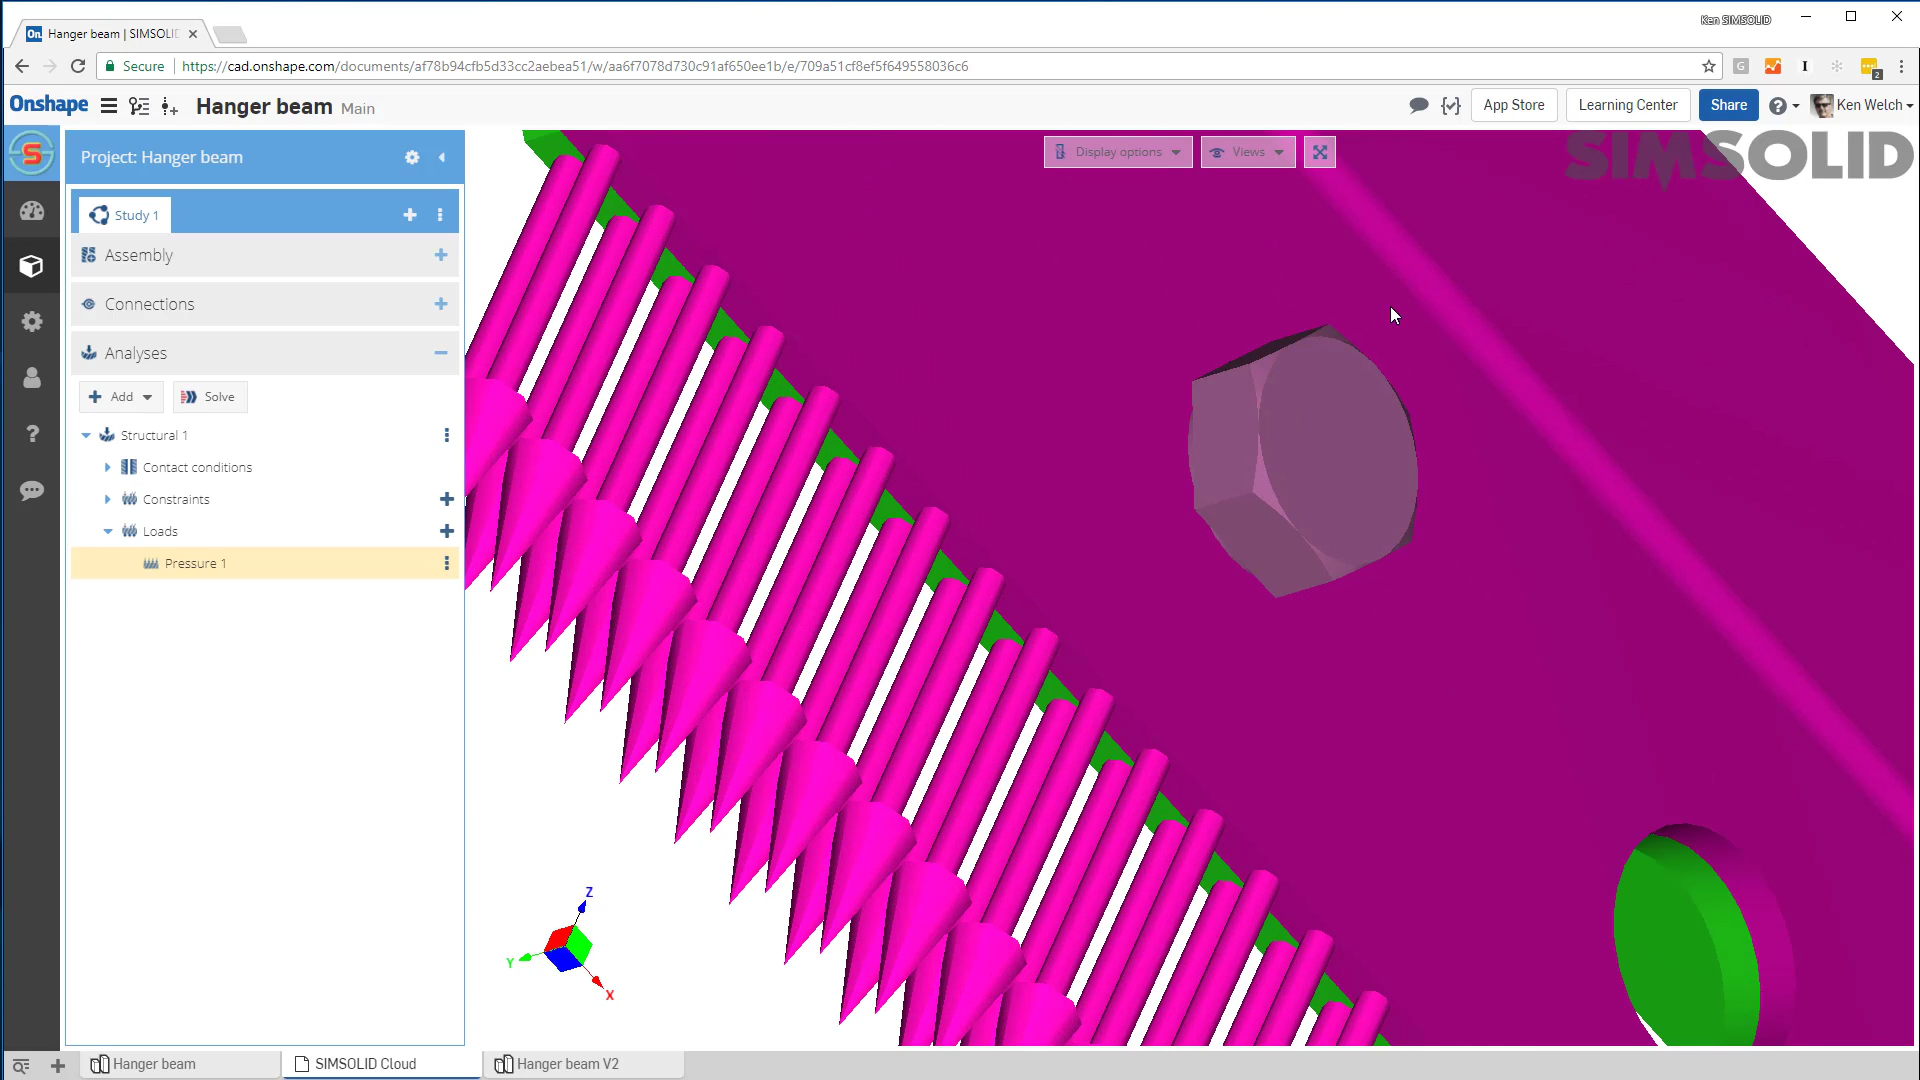 Ken SIMSOLID
On. Hanger beam | SIMSOLID
Secure https://cad.onshape.com/documents/af78b94cfb5d33cc2aebea51/w/aa6f7078d730c91af650ee1b/e/709a51cf8ef5f649558036c6
G I 2
Onshape Hanger beam Main App Store Learning Center Share ? Ken Welch
S Project: Hanger beam Display options Views SIMSOLID
Study 1
Assembly
Connections
Analyses
Add Solve
Structural 1
Contact conditions
Constraints
Loads
Pressure 1
Z
Y
X
Hanger beam SIMSOLID Cloud Hanger beam V2